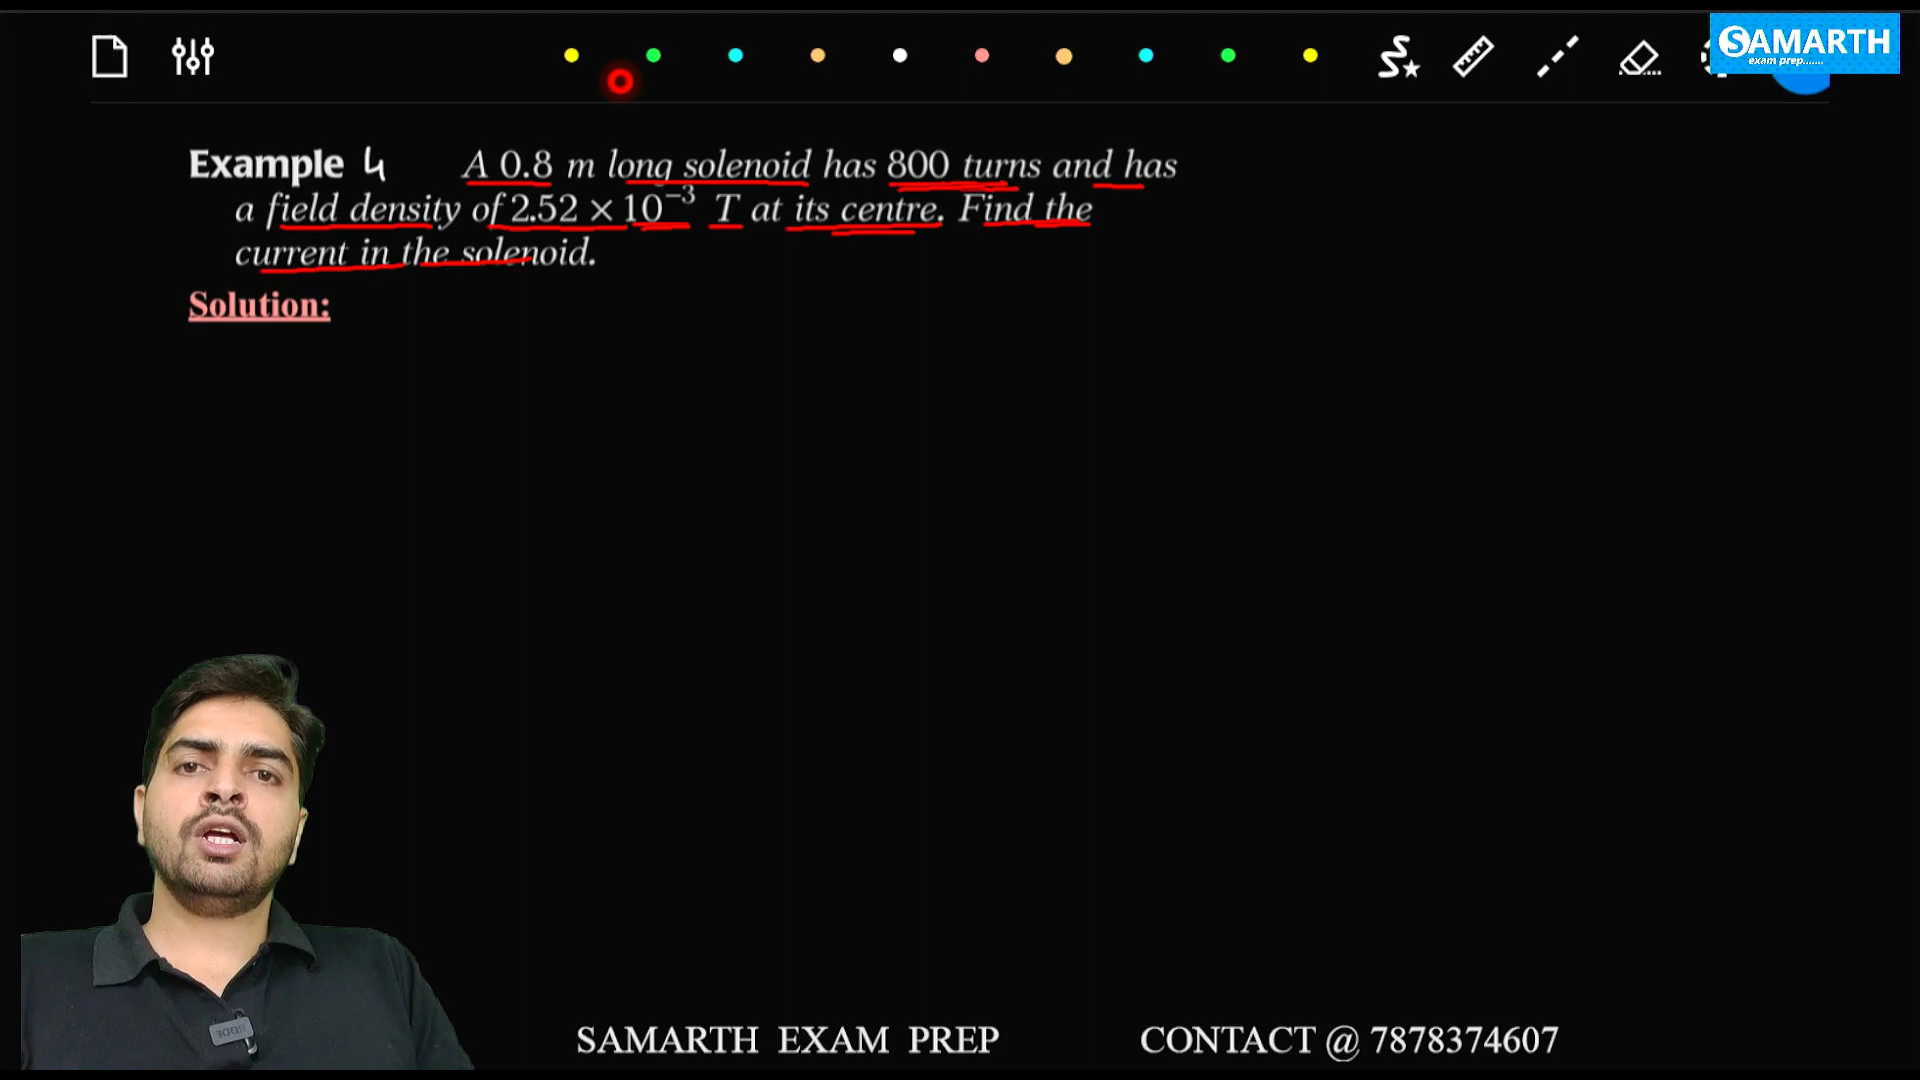 SAMARTH
exam prep.......
Example 4 A 0.8 m long solenoid has 800 turns and has
a field density of 2.52 × 10⁻³ T at its centre. Find the
current in the solenoid.
Solution:
SAMARTH EXAM PREP CONTACT @ 7878374607